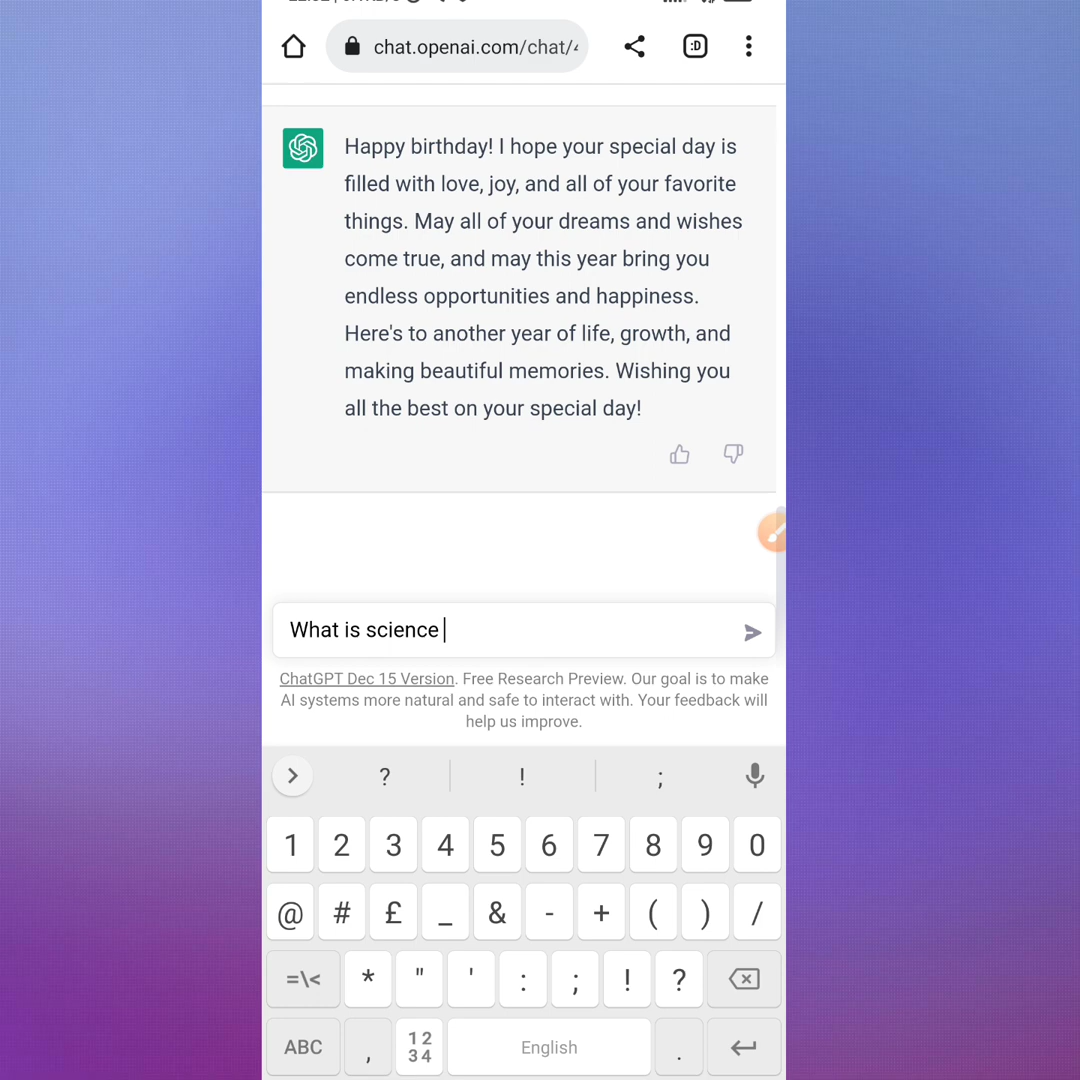 chat.openai.com/chat/
:D
Happy birthday! I hope your special day is
filled with love, joy, and all of your favorite
things. May all of your dreams and wishes
come true, and may this year bring you
endless opportunities and happiness.
Here's to another year of life, growth, and
making beautiful memories. Wishing you
all the best on your special day!
What is science
ChatGPT Dec 15 Version. Free Research Preview. Our goal is to make
AI systems more natural and safe to interact with. Your feedback will
help us improve.
? ! ;
1 2 3 4 5 6 7 8 9 0
@ # £ _ & - + ( ) /
=\< * " ' : ; ! ?
ABC , 12 34 English .